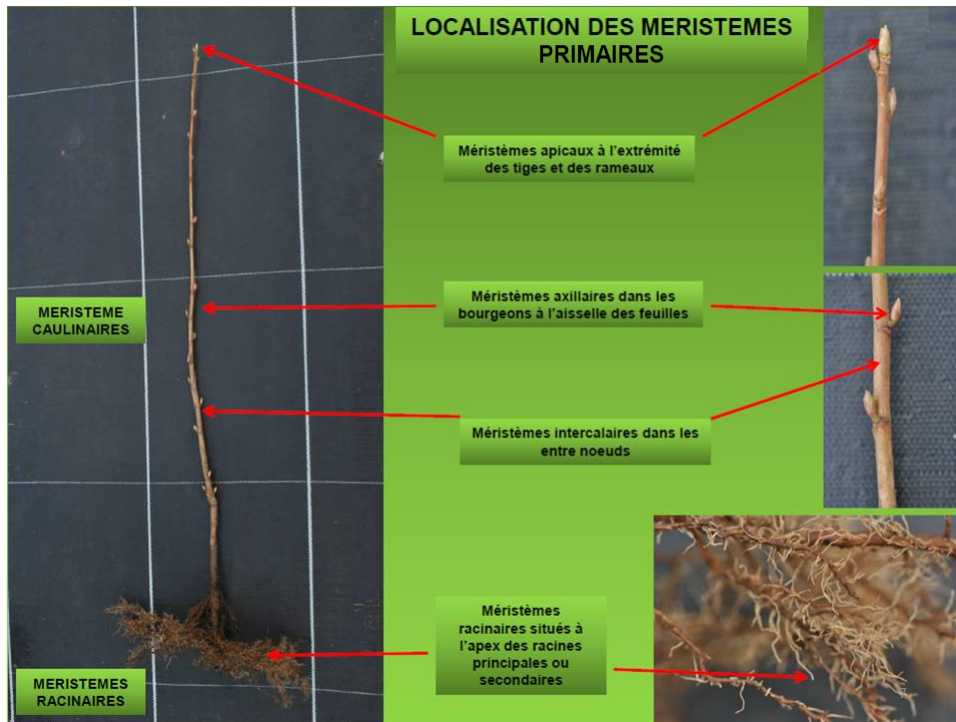 LOCALISATION DES MERISTEMES
PRIMAIRES
Méristèmes apicaux à l'extrémité
des tiges et des rameaux
Méristèmes axillaires dans les
bourgeons à l'aisselle des feuilles
MERISTEME
CAULINAIRES
Méristèmes intercalaires dans les
entre noeuds
Méristèmes
racinaires situés à
l'apex des racines
principales ou
secondaires
MERISTEMES
RACINAIRES